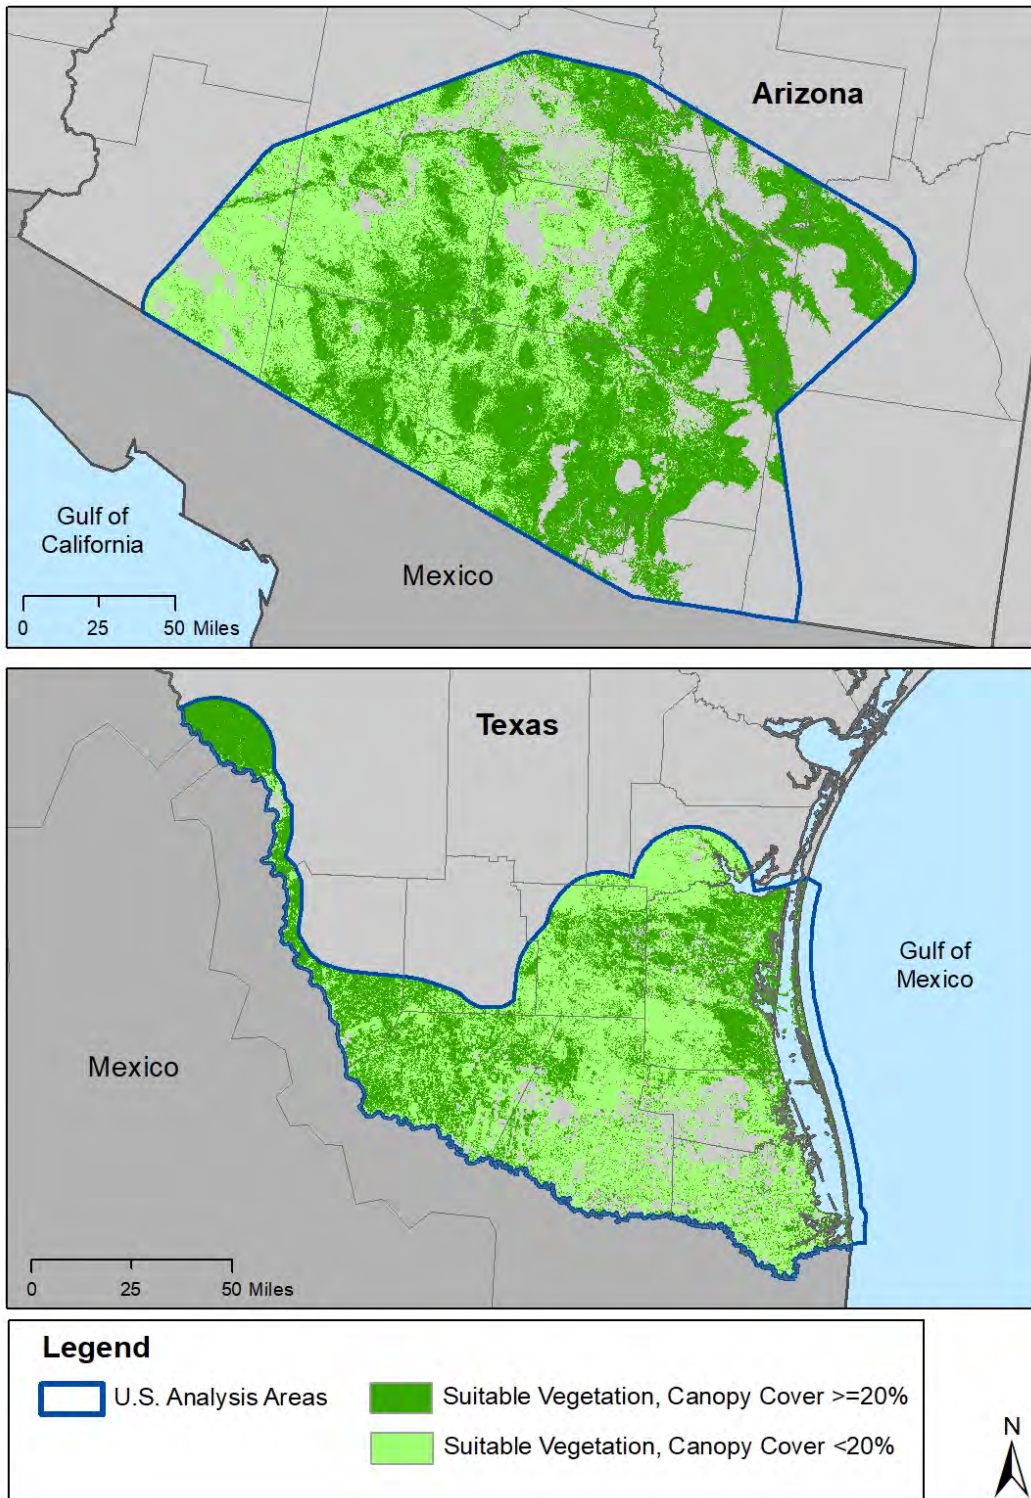 Arizona
Gulf of
California
Mexico
0 25 50 Miles
Texas
Gulf of
Mexico
Mexico
0 25 50 Miles
Legend
U.S. Analysis Areas
Suitable Vegetation, Canopy Cover >=20%
Suitable Vegetation, Canopy Cover <20%
N